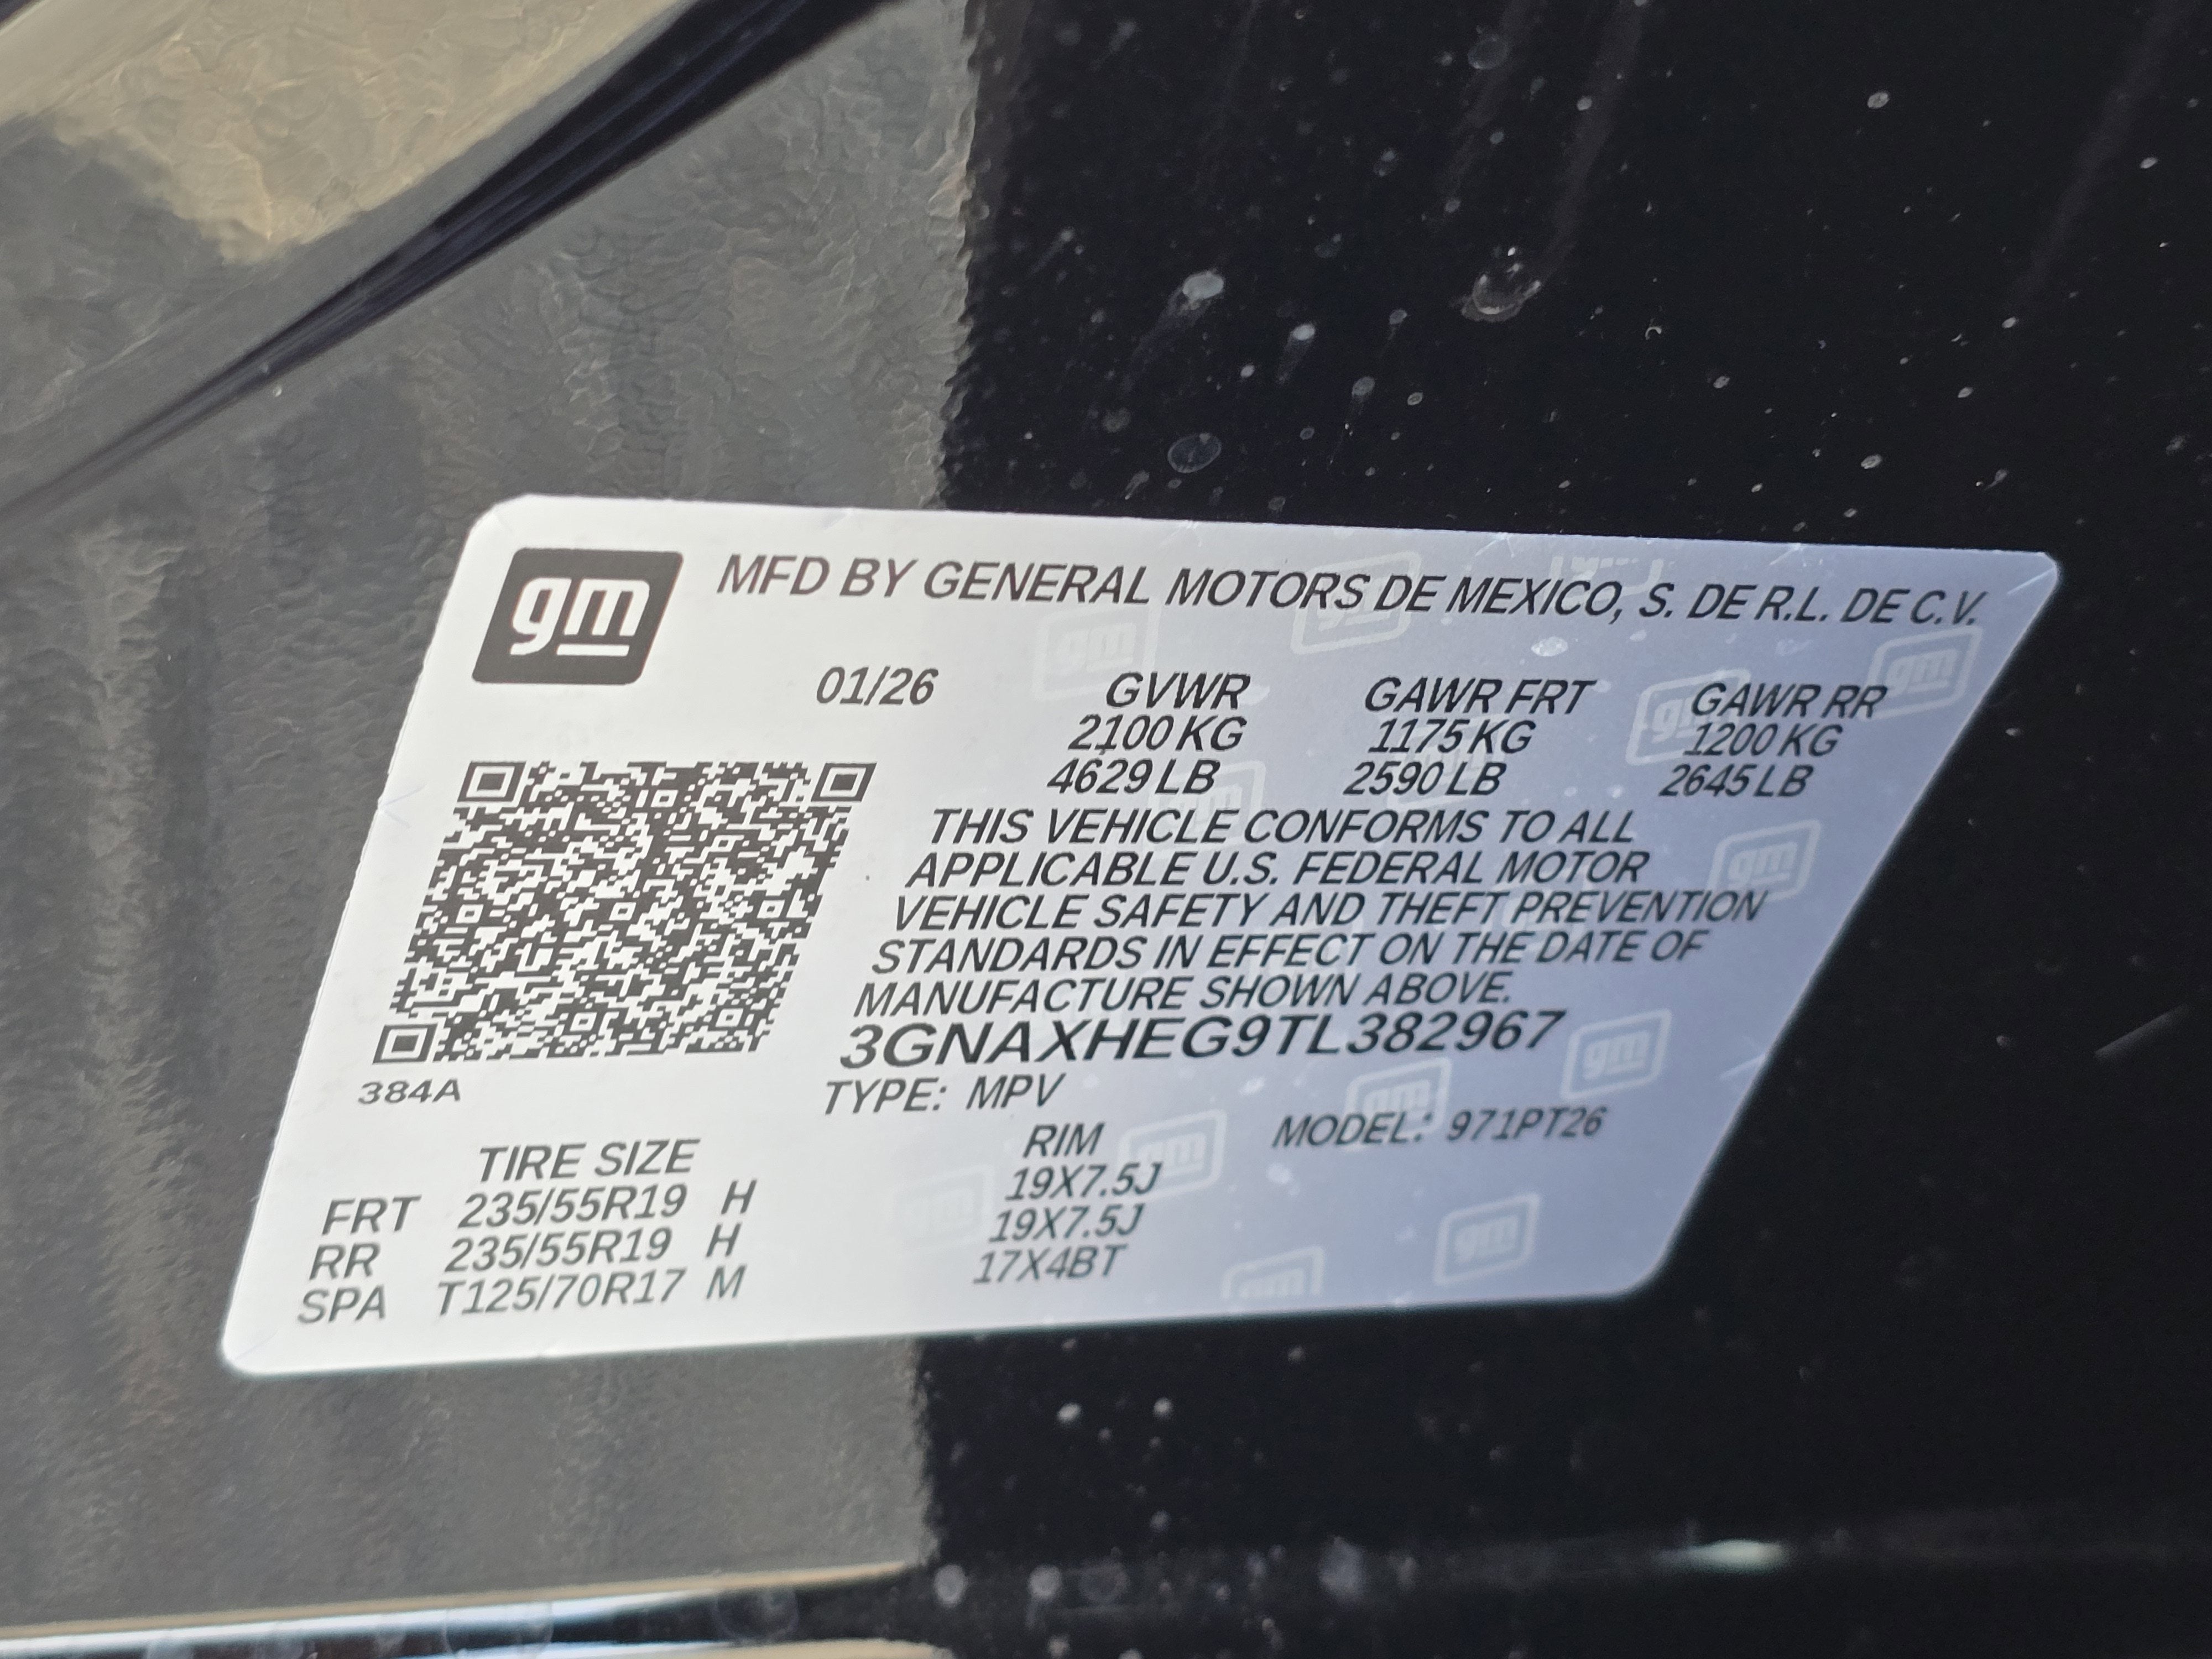 gm MFD BY GENERAL MOTORS DE MEXICO, S. DE R.L. DE C.V.
01/26 GVWR GAWR FRT GAWR RR
2100 KG 1175 KG 1200 KG
4629 LB 2590 LB 2645 LB
THIS VEHICLE CONFORMS TO ALL
APPLICABLE U.S. FEDERAL MOTOR
VEHICLE SAFETY AND THEFT PREVENTION
STANDARDS IN EFFECT ON THE DATE OF
MANUFACTURE SHOWN ABOVE.
3GNAXHEG9TL382967
384A TYPE: MPV
MODEL: 971PT26
TIRE SIZE RIM
FRT 235/55R19 H 19X7.5J
RR 235/55R19 H 19X7.5J
SPA T125/70R17 M 17X4BT